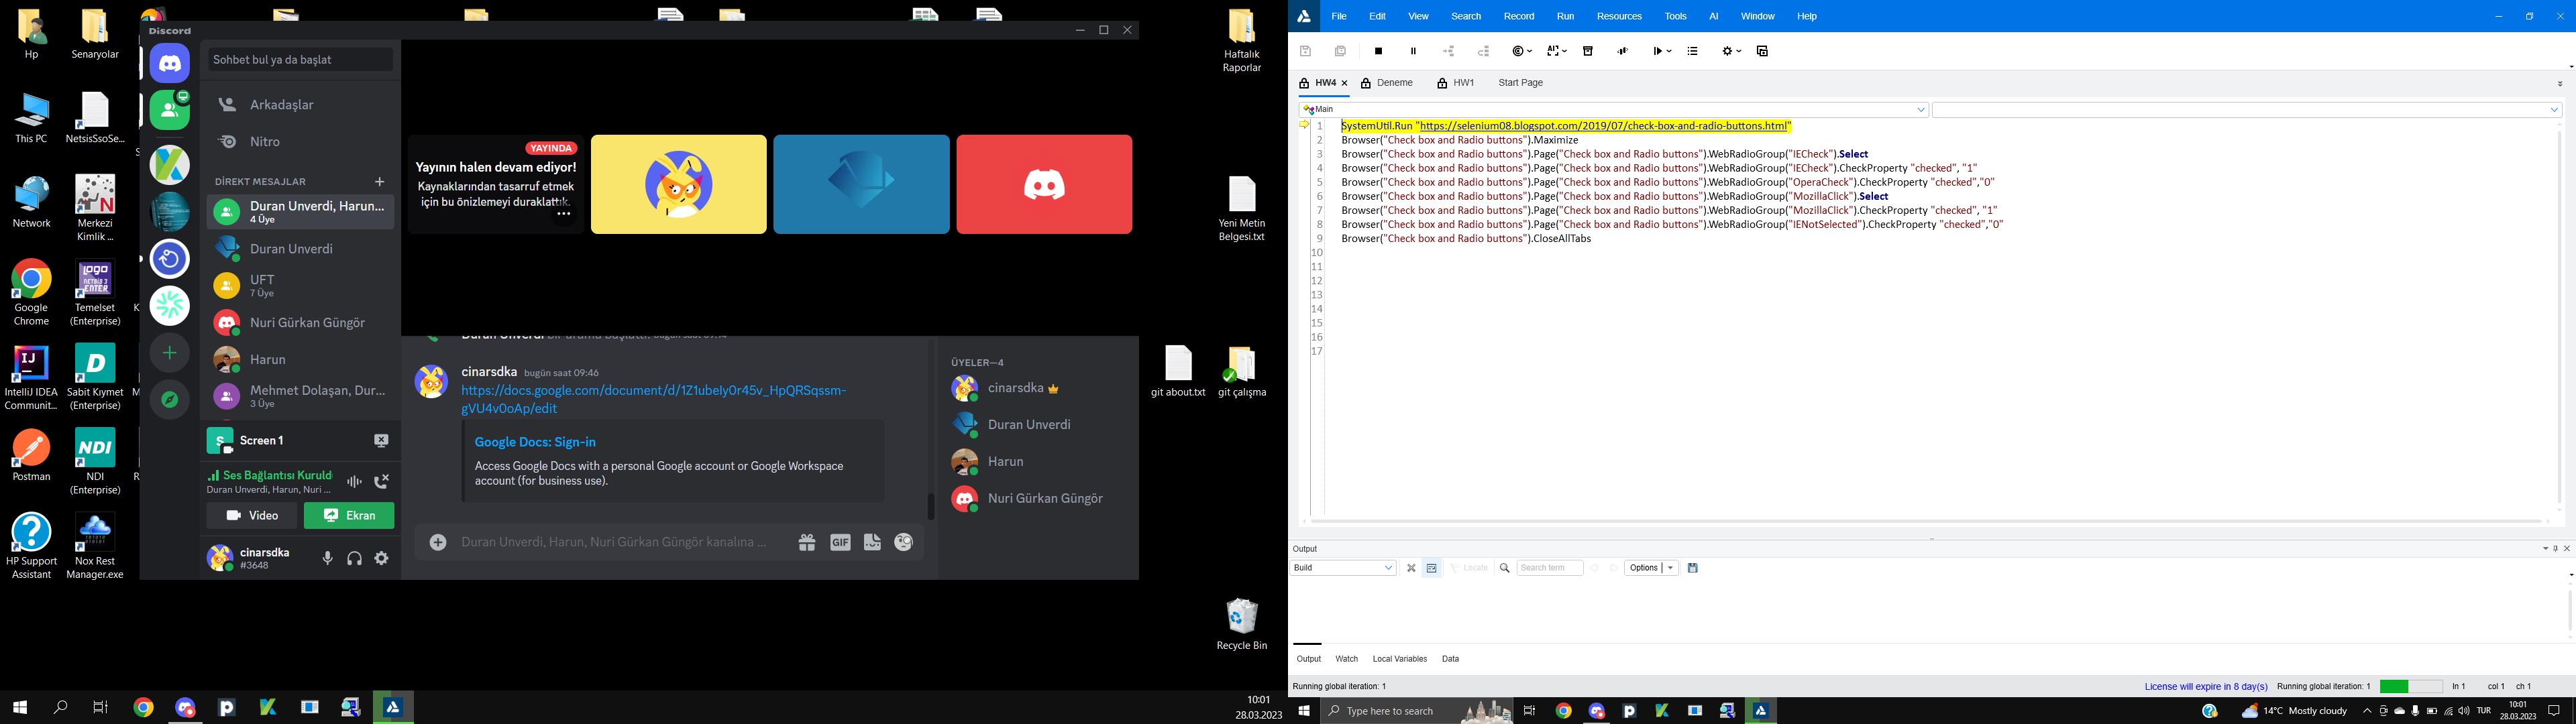 Hp
Senaryolar
This PC
NetsisSsoSe...
Network
Merkezi
Kimlik ...
Google
Chrome
Temelset
(Enterprise)
IntelliJ IDEA
Communit...
Sabit Kıymet
(Enterprise)
Postman
NDI
(Enterprise)
HP Support
Assistant
Nox Rest
Manager.exe
Discord
Sohbet bul ya da başlat
Arkadaşlar
Nitro
DİREKT MESAJLAR
Duran Unverdi, Harun...
4 Üye
Duran Unverdi
UFT
7 Üye
Nuri Gürkan Güngör
Harun
Mehmet Dolaşan, Dur...
3 Üye
Screen 1
Ses Bağlantısı Kuruld
Duran Unverdi, Harun, Nuri ...
Video
Ekran
cinarsdka
#3648
YAYINDA
Yayının halen devam ediyor!
Kaynaklarından tasarruf etmek
için bu önizlemeyi duraklattık.
cinarsdka bugün saat 09:46
https://docs.google.com/document/d/1Z1ubely0r45v_HpQRSqssm-
gVU4v0oAp/edit
Google Docs: Sign-in
Access Google Docs with a personal Google account or Google Workspace
account (for business use).
Duran Unverdi, Harun, Nuri Gürkan Güngör kanalına ...
GIF
ÜYELER—4
cinarsdka
Duran Unverdi
Harun
Nuri Gürkan Güngör
Haftalık
Raporlar
Yeni Metin
Belgesi.txt
git about.txt
git çalışma
Recycle Bin
10:01
28.03.2023
File Edit View Search Record Run Resources Tools AI Window Help
HW4 Deneme HW1 Start Page
Main
1 SystemUtil.Run "https://selenium08.blogspot.com/2019/07/check-box-and-radio-buttons.html"
2 Browser("Check box and Radio buttons").Maximize
3 Browser("Check box and Radio buttons").Page("Check box and Radio buttons").WebRadioGroup("IECheck").Select
4 Browser("Check box and Radio buttons").Page("Check box and Radio buttons").WebRadioGroup("IECheck").CheckProperty "checked", "1"
5 Browser("Check box and Radio buttons").Page("Check box and Radio buttons").WebRadioGroup("OperaCheck").CheckProperty "checked","0"
6 Browser("Check box and Radio buttons").Page("Check box and Radio buttons").WebRadioGroup("MozillaClick").Select
7 Browser("Check box and Radio buttons").Page("Check box and Radio buttons").WebRadioGroup("MozillaClick").CheckProperty "checked", "1"
8 Browser("Check box and Radio buttons").Page("Check box and Radio buttons").WebRadioGroup("IENotSelected").CheckProperty "checked","0"
9 Browser("Check box and Radio buttons").CloseAllTabs
10
11
12
13
14
15
16
17
Output
Build
Locate
Search term
Options
Output Watch Local Variables Data
Running global iteration: 1
License will expire in 8 day(s)
Running global iteration: 1
ln 1 col 1 ch 1
Type here to search
14°C Mostly cloudy
TUR
10:01
28.03.2023